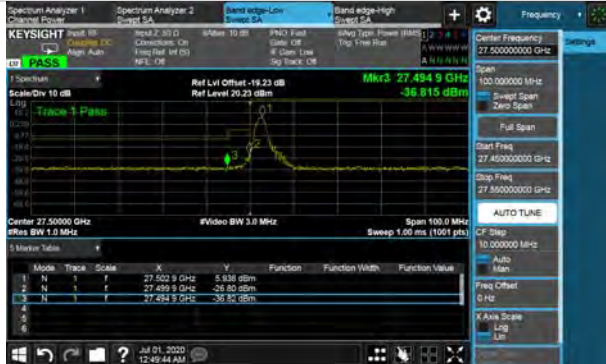 Spectrum Analyzer 1
Channel Power
Spectrum Analyzer 2
Swept SA
Band edge-Low
Swept SA
Band edge-High
Swept SA
Frequency
KEYSIGHT Input: RF
Coupling: DC
Align: Auto
Input Z: 50 Ω
Corrections: On
Freq Ref: Int (S)
NFE: Off
#Atten: 10 dB
PNO: Fast
Gate: Off
IF Gain: Low
Sig Track: Off
Trig: Free Run
PASS
1 Spectrum
Scale/Div 10 dB
Ref Lvl Offset -19.23 dB
Ref Level 20.23 dBm
Mkr3 27.494 9 GHz
-36.815 dBm
Log
Trace 1 Pass
Center 27.50000 GHz
#Res BW 1.0 MHz
#Video BW 3.0 MHz
Span 100.0 MHz
Sweep 1.00 ms (1001 pts)
5 Marker Table
Mode Trace Scale X Y Function Function Width Function Value
1 N 1 f 27.502 9 GHz 5.936 dBm
2 N 1 f 27.499 9 GHz -26.80 dBm
3 N 1 f 27.494 9 GHz -36.82 dBm
4
5
6
Jul 01, 2020
12:49:44 AM
Center Frequency
27.500000000 GHz
Settings
Span
100.000000 MHz
Swept Span
Zero Span
Full Span
Start Freq
27.450000000 GHz
Stop Freq
27.550000000 GHz
AUTO TUNE
CF Step
10.000000 MHz
Auto
Man
Freq Offset
0 Hz
X Axis Scale
Log
Lin